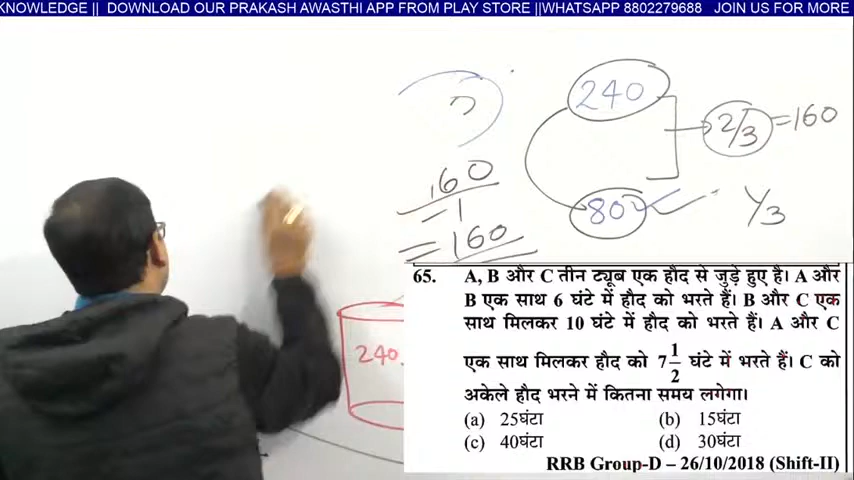 KNOWLEDGE || DOWNLOAD OUR PRAKASH AWASTHI APP FROM PLAY STORE ||WHATSAPP 8802279688 JOIN US FOR MORE
240
2/3 =160
160
= 1
80
1/3
= 160
240
65. A, B और C तीन ट्यूब एक हौद से जुड़े हुए है। A और
B एक साथ 6 घंटे में हौद को भरते हैं। B और C एक
साथ मिलकर 10 घंटे में हौद को भरते हैं। A और C
एक साथ मिलकर हौद को 7 1/2 घंटे में भरते हैं। C को
अकेले हौद भरने में कितना समय लगेगा।
(a) 25घंटा (b) 15घंटा
(c) 40घंटा (d) 30घंटा
RRB Group-D – 26/10/2018 (Shift-II)